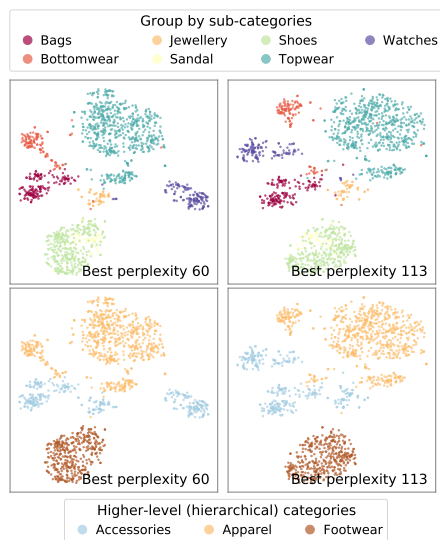 Group by sub-categories
Bags Jewellery Shoes Watches
Bottomwear Sandal Topwear
Best perplexity 60 Best perplexity 113
Best perplexity 60 Best perplexity 113
Higher-level (hierarchical) categories
Accessories Apparel Footwear